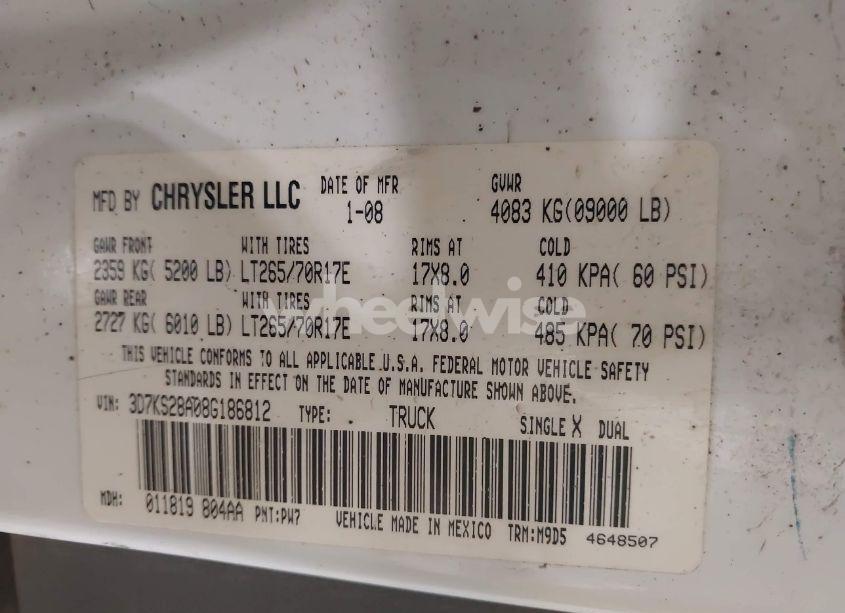 MFD BY CHRYSLER LLC DATE OF MFR 1-08 GVWR 4083 KG(09000 LB)
GAWR FRONT WITH TIRES RIMS AT COLD
2359 KG( 5200 LB) LT265/70R17E 17X8.0 410 KPA( 60 PSI)
GAWR REAR WITH TIRES RIMS AT COLD
2727 KG( 6010 LB) LT265/70R17E 17X8.0 485 KPA( 70 PSI)
wheelwise
THIS VEHICLE CONFORMS TO ALL APPLICABLE U.S.A. FEDERAL MOTOR VEHICLE SAFETY
STANDARDS IN EFFECT ON THE DATE OF MANUFACTURE SHOWN ABOVE.
VIN: 3D7KS28A08G186812 TYPE: TRUCK SINGLE X DUAL
MDH: 011819 804AA PNT:PW7 VEHICLE MADE IN MEXICO TRM:M9D5 4648507